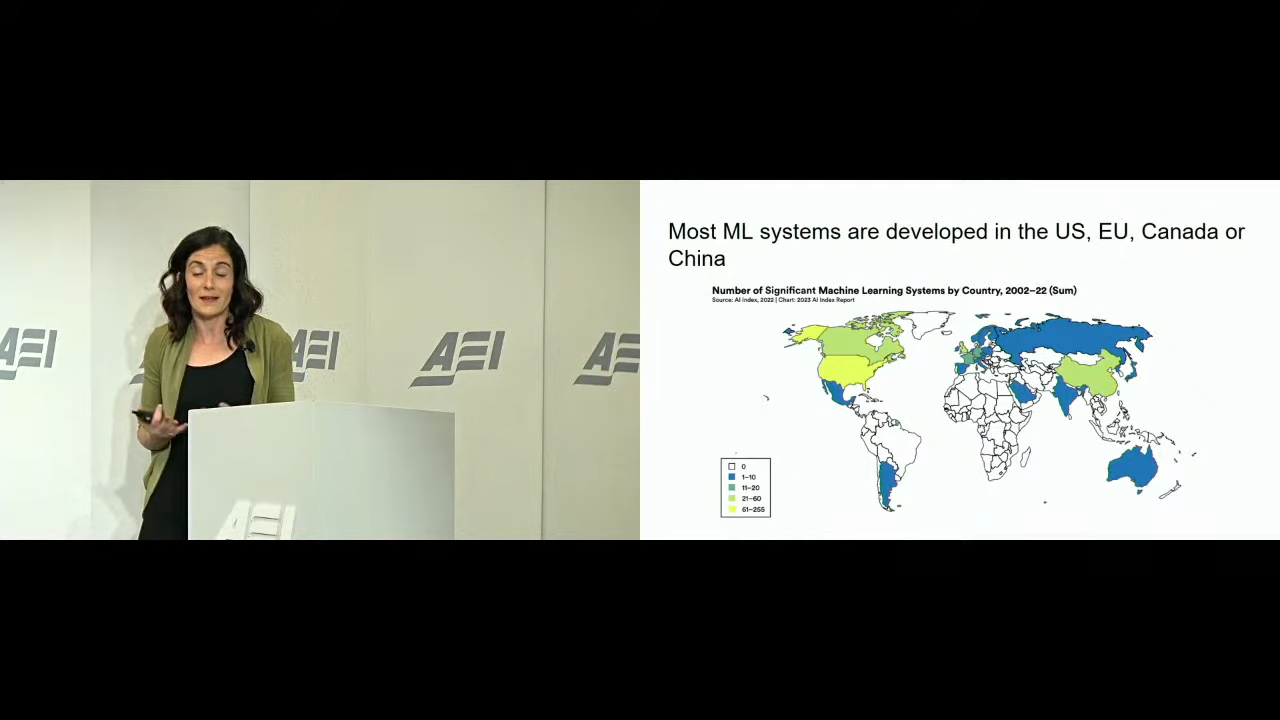 AEI
AEI
AEI
AE
AEI
Most ML systems are developed in the US, EU, Canada or
China
Number of Significant Machine Learning Systems by Country, 2002–22 (Sum)
Source: AI Index, 2022 | Chart: 2023 AI Index Report
0
1–10
11–20
21–60
61–255